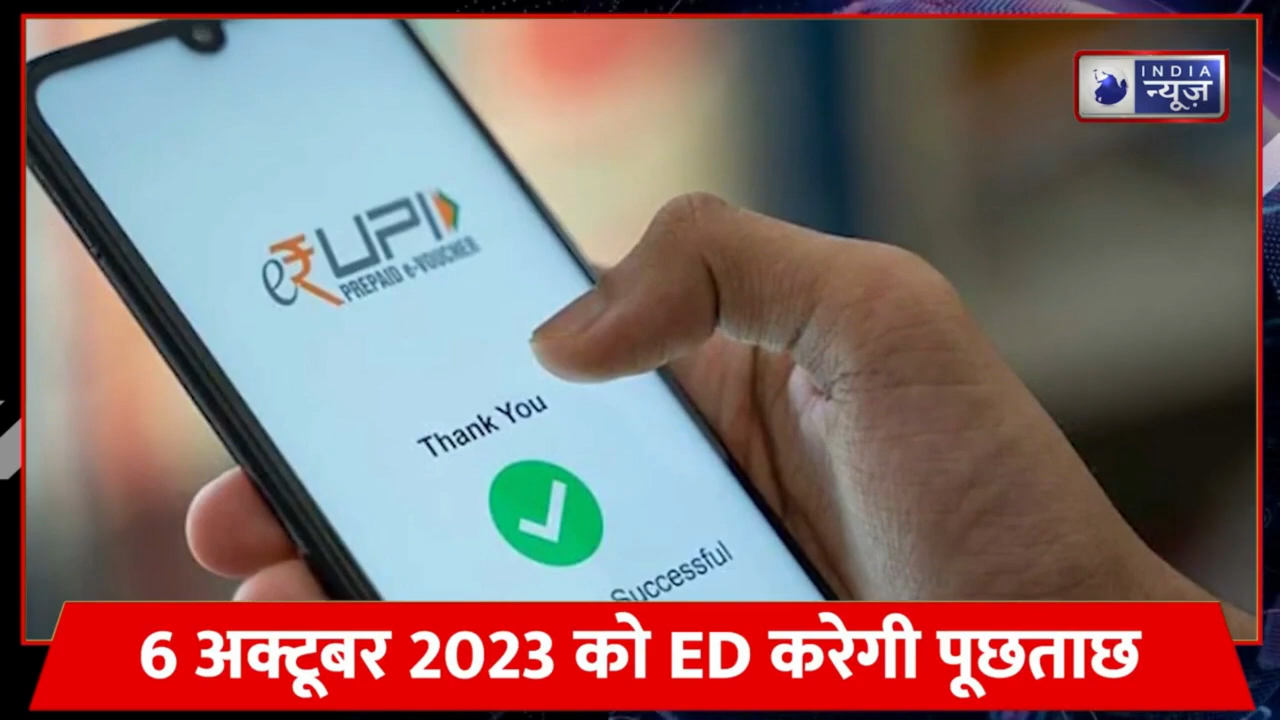 INDIA
न्यूज़
e₹UPI
PREPAID e-VOUCHER
Thank You
Successful
6 अक्टूबर 2023 को ED करेगी पूछताछ